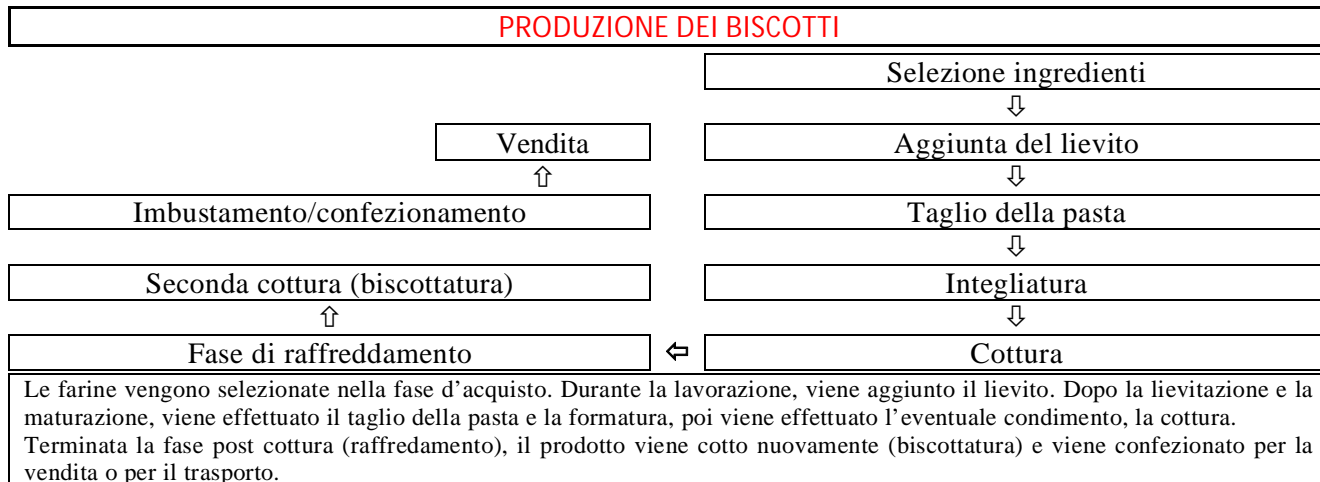 PRODUZIONE DEI BISCOTTI
Selezione ingredienti
⇩
Vendita
Aggiunta del lievito
⇧
⇩
Imbustamento/confezionamento
Taglio della pasta
⇩
Seconda cottura (biscottatura)
Integliatura
⇧
⇩
Fase di raffreddamento
⇦
Cottura
Le farine vengono selezionate nella fase d’acquisto. Durante la lavorazione, viene aggiunto il lievito. Dopo la lievitazione e la
maturazione, viene effettuato il taglio della pasta e la formatura, poi viene effettuato l’eventuale condimento, la cottura.
Terminata la fase post cottura (raffredamento), il prodotto viene cotto nuovamente (biscottatura) e viene confezionato per la
vendita o per il trasporto.